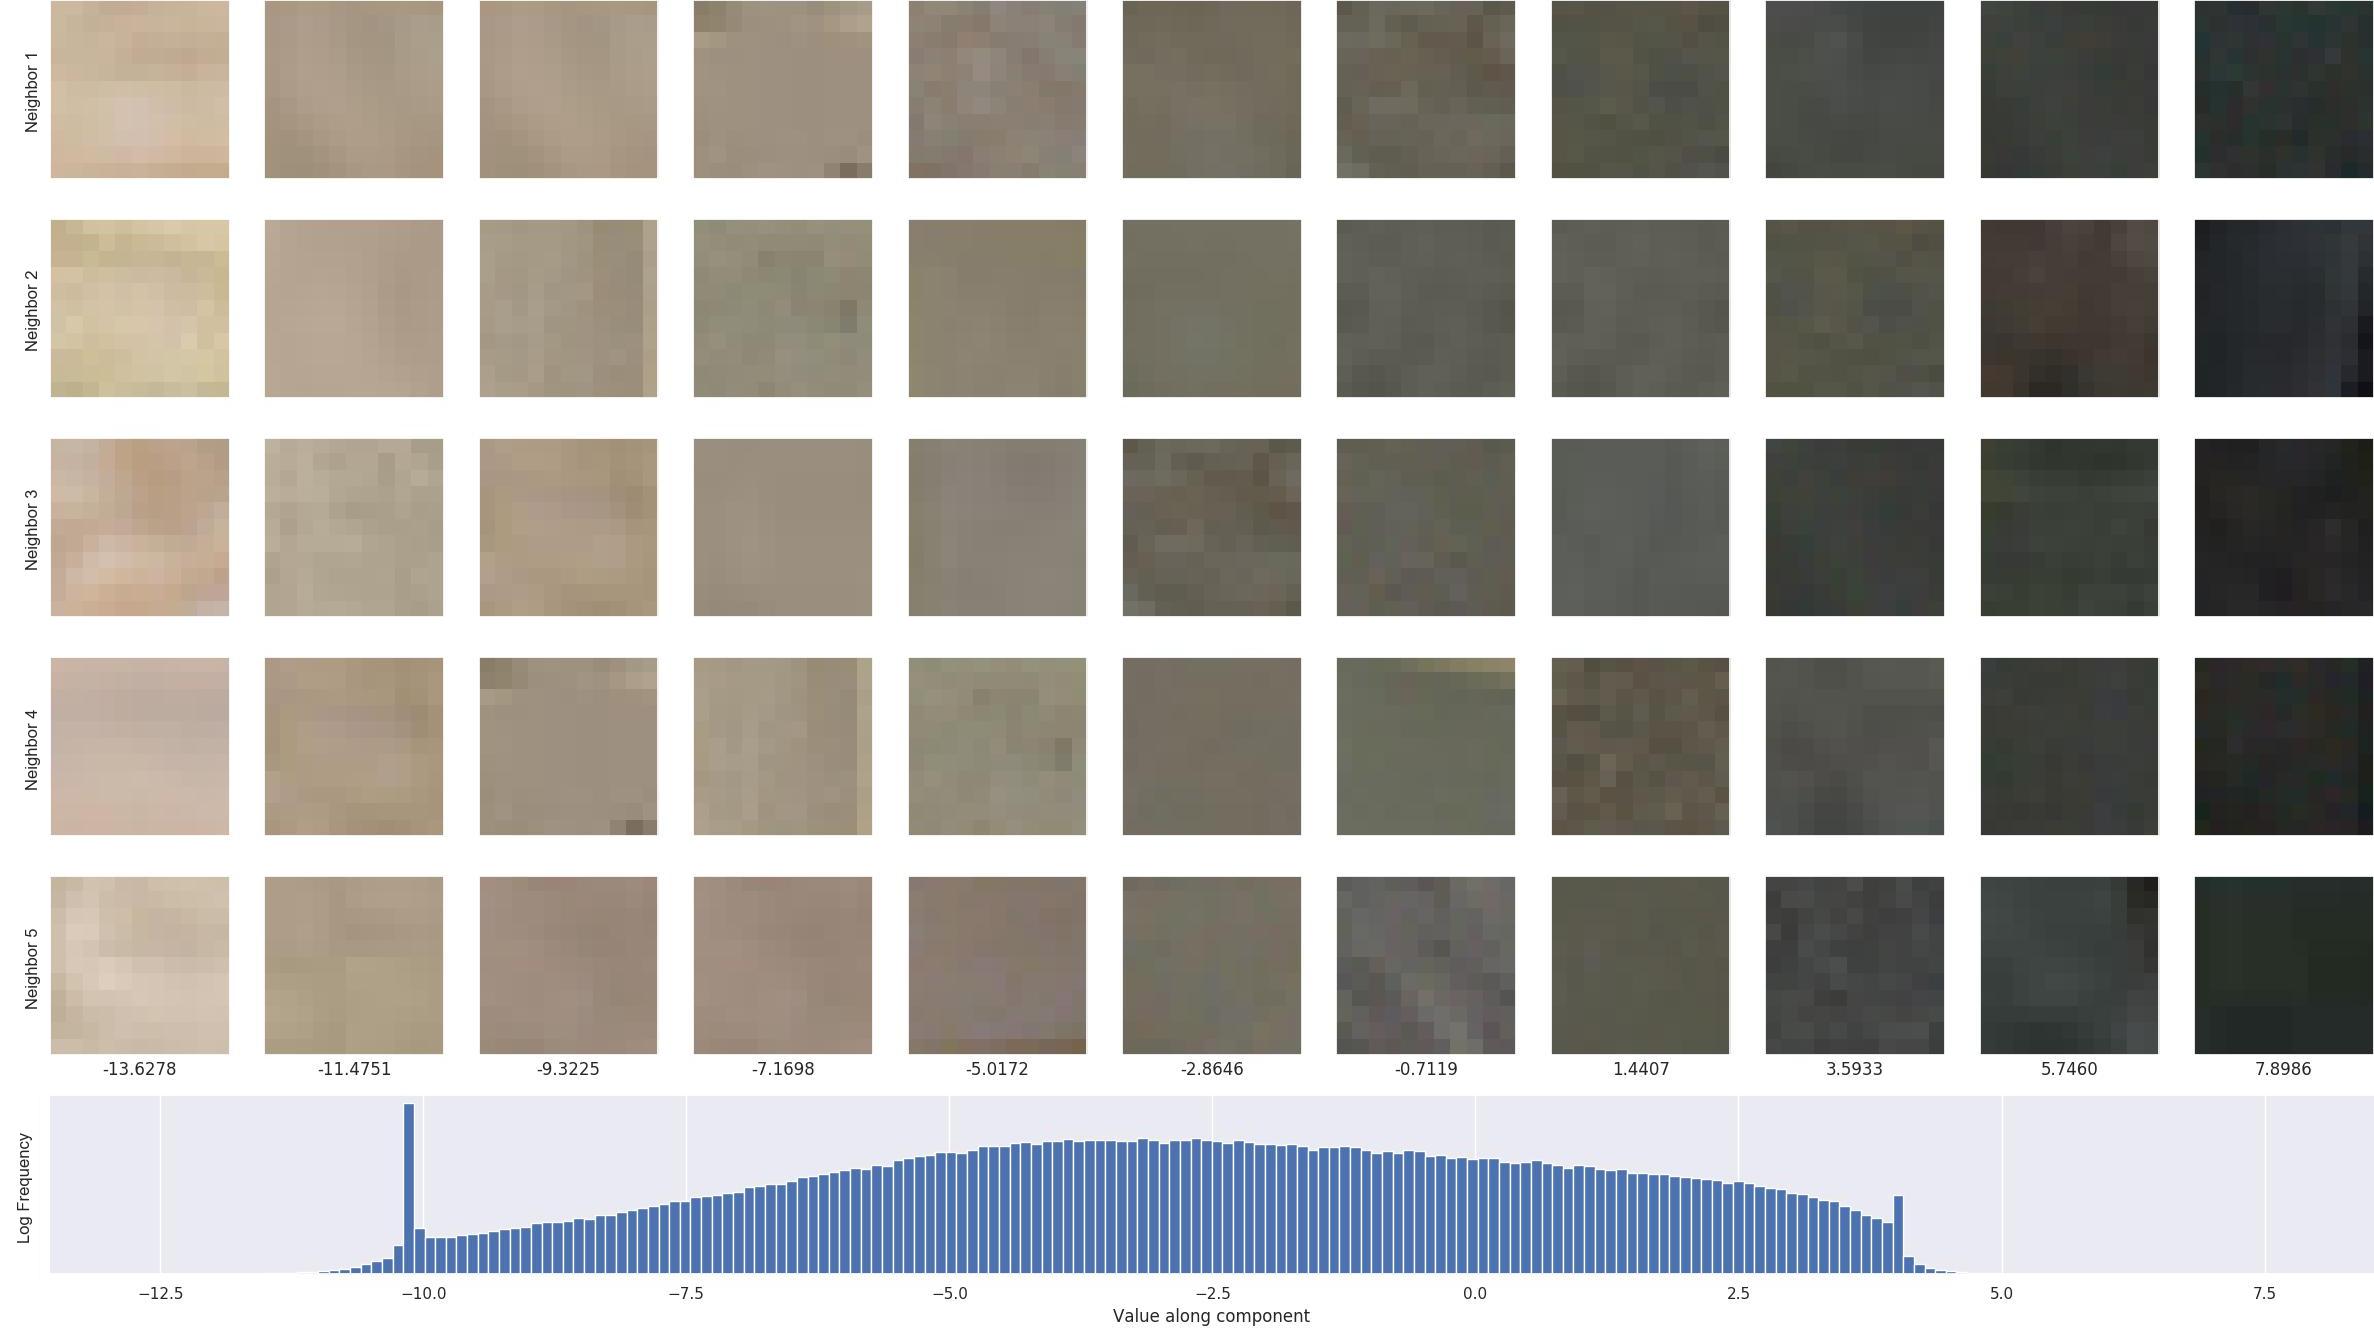 Neighbor 1
Neighbor 2
Neighbor 3
Neighbor 4
Neighbor 5
-13.6278 -11.4751 -9.3225 -7.1698 -5.0172 -2.8646 -0.7119 1.4407 3.5933 5.7460 7.8986
Log Frequency
−12.5 −10.0 −7.5 −5.0 −2.5 0.0 2.5 5.0 7.5
Value along component